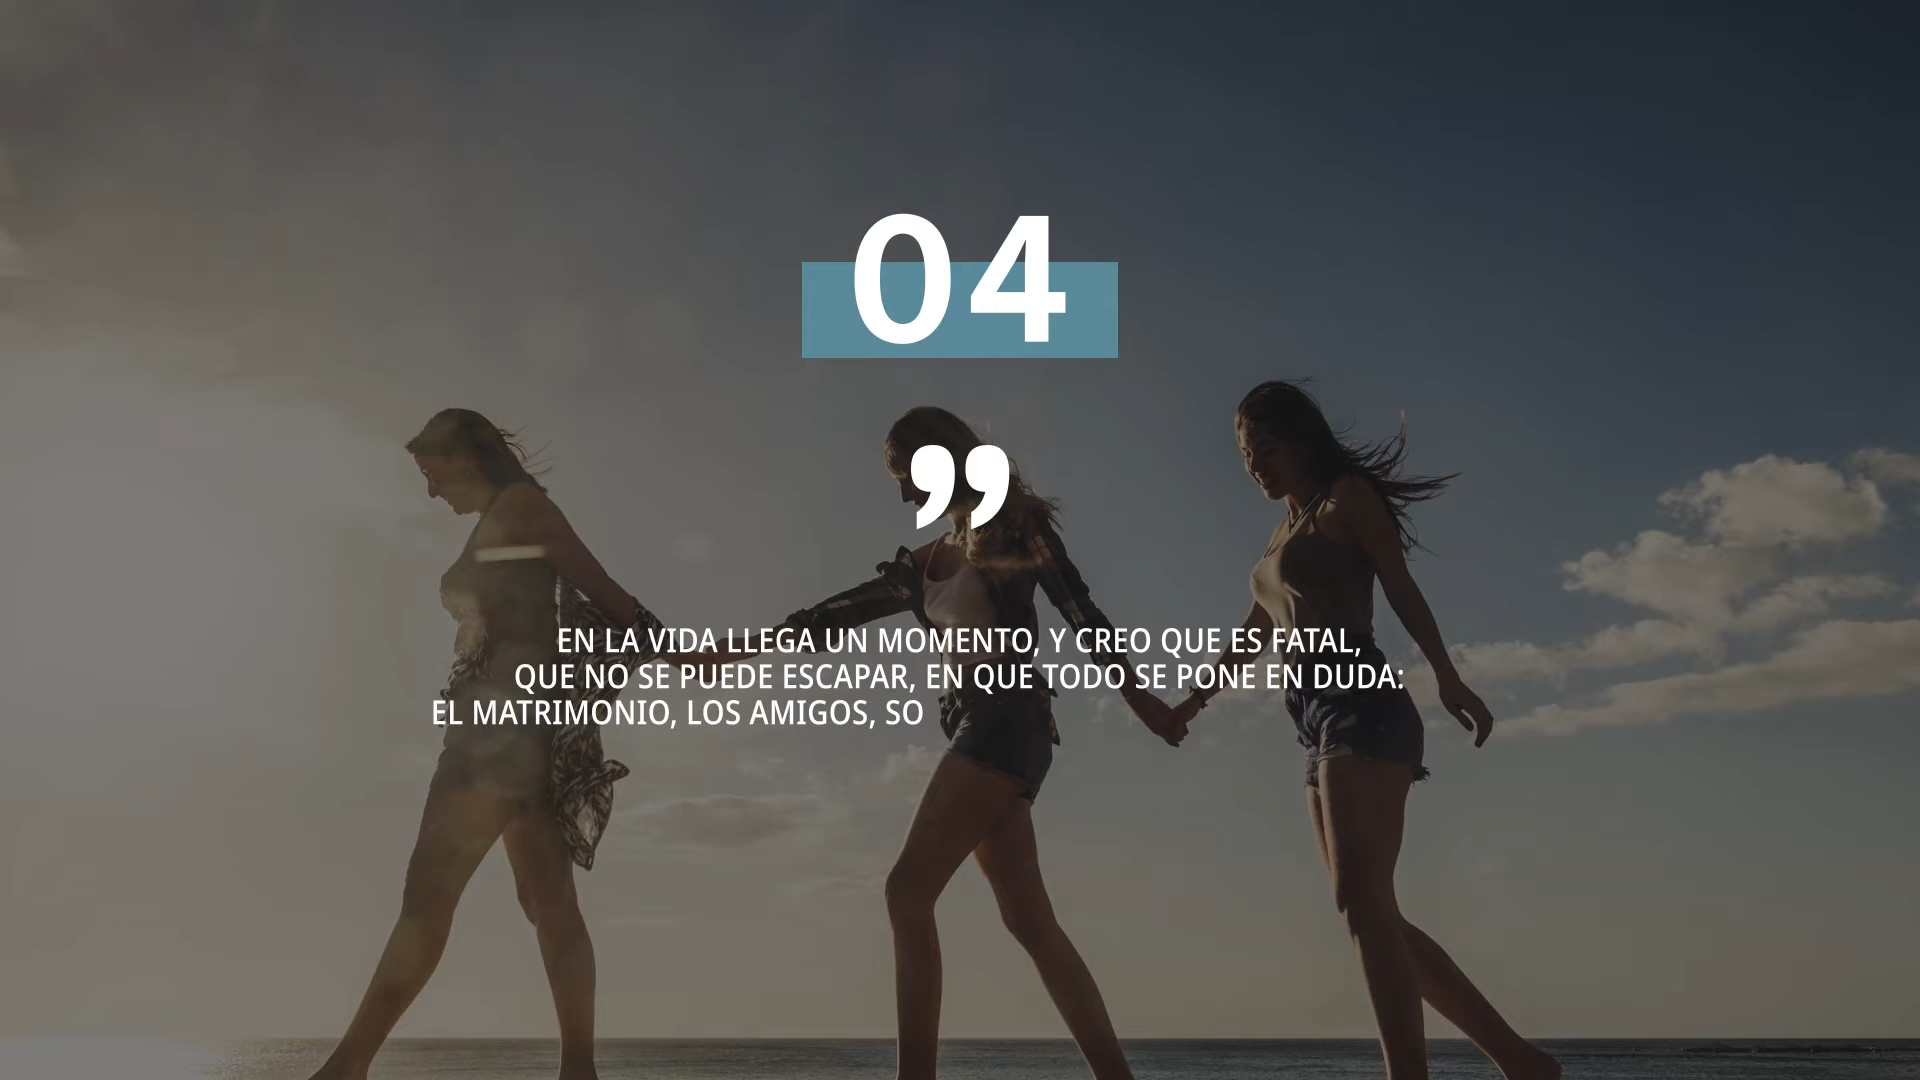 04
”
EN LA VIDA LLEGA UN MOMENTO, Y CREO QUE ES FATAL,
QUE NO SE PUEDE ESCAPAR, EN QUE TODO SE PONE EN DUDA:
EL MATRIMONIO, LOS AMIGOS, SO